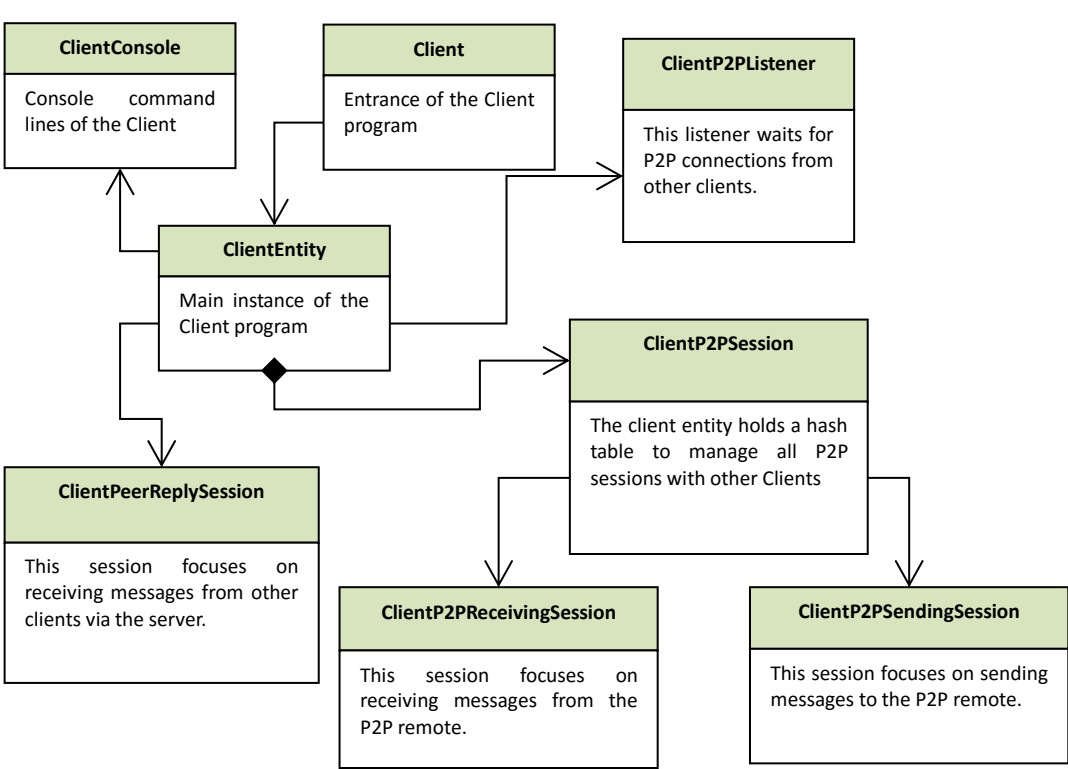 ClientConsole
Console command
lines of the Client
Client
Entrance of the Client
program
ClientP2PListener
This listener waits for
P2P connections from
other clients.
ClientEntity
Main instance of the
Client program
ClientP2PSession
The client entity holds a hash
table to manage all P2P
sessions with other Clients
ClientPeerReplySession
This session focuses on
receiving messages from other
clients via the server.
ClientP2PReceivingSession
This session focuses on
receiving messages from the
P2P remote.
ClientP2PSendingSession
This session focuses on sending
messages to the P2P remote.